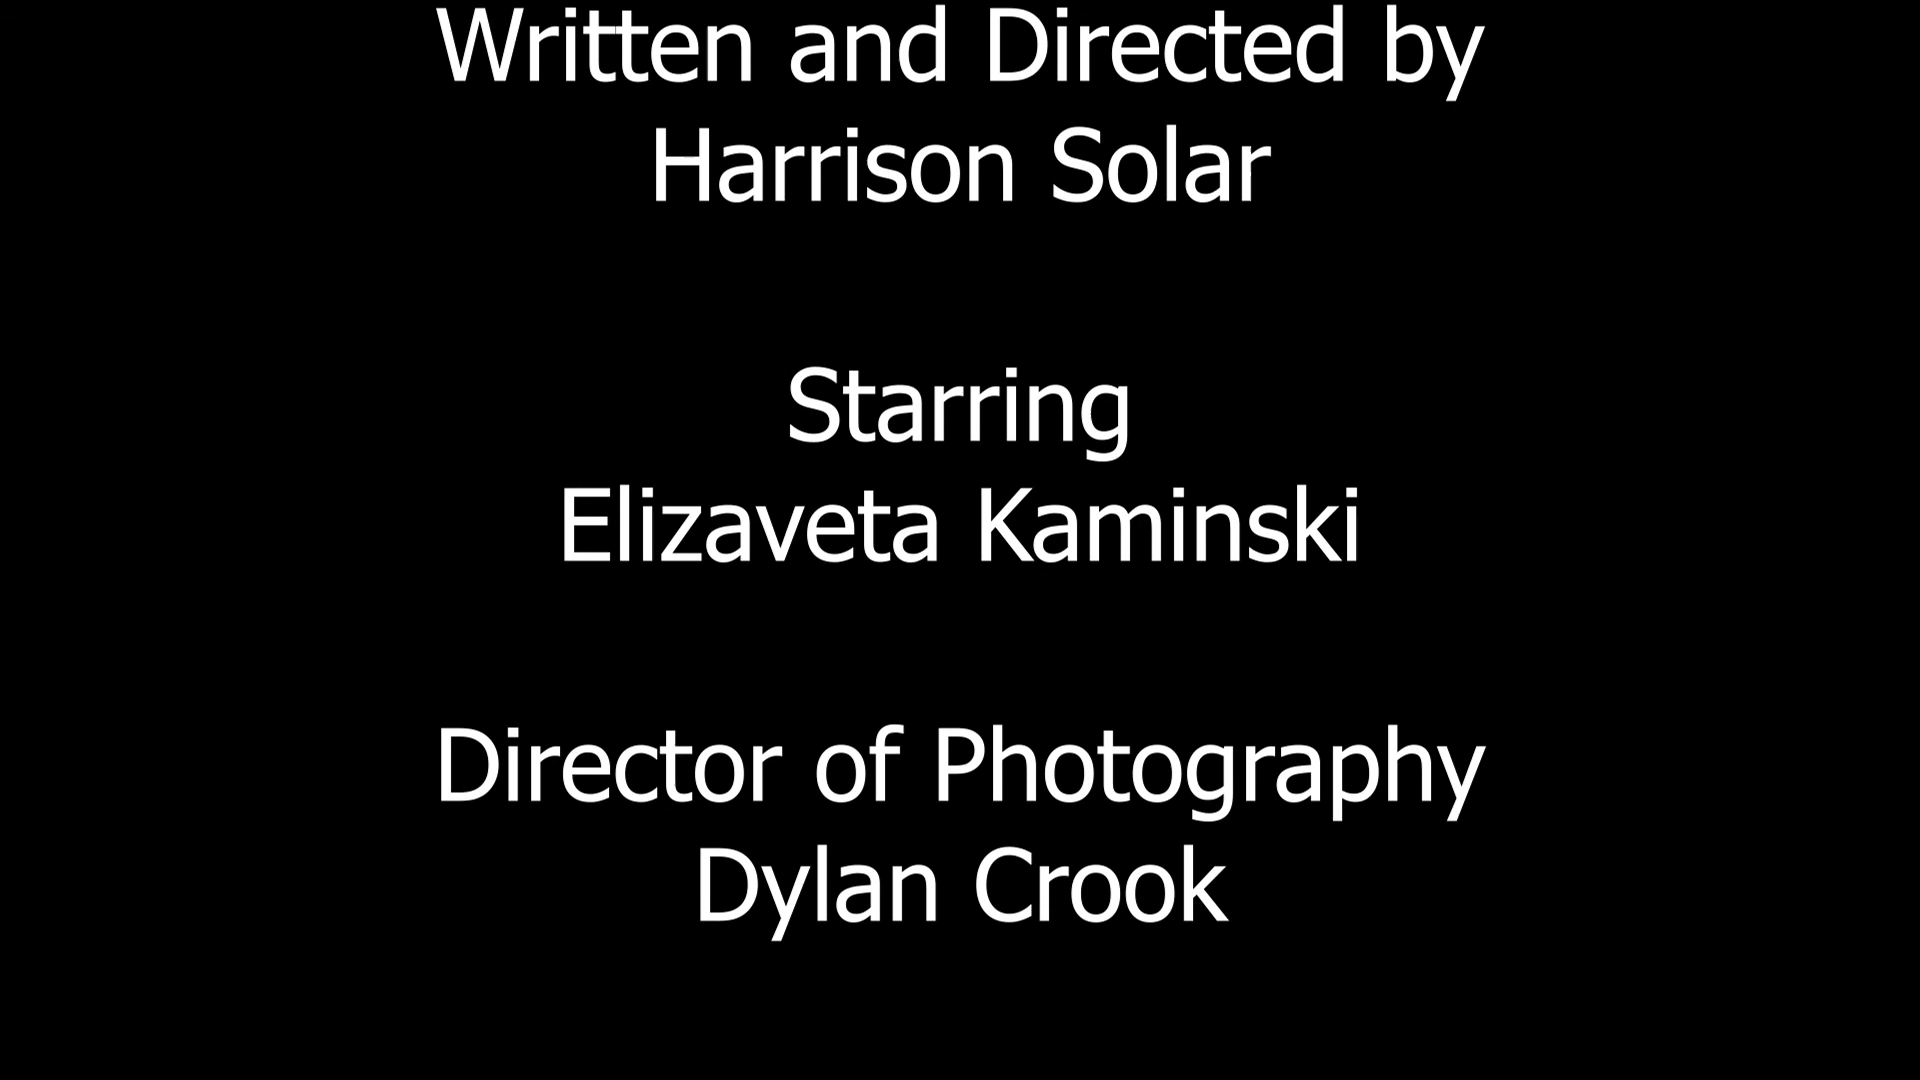 Written and Directed by
Harrison Solar
Starring
Elizaveta Kaminski
Director of Photography
Dylan Crook